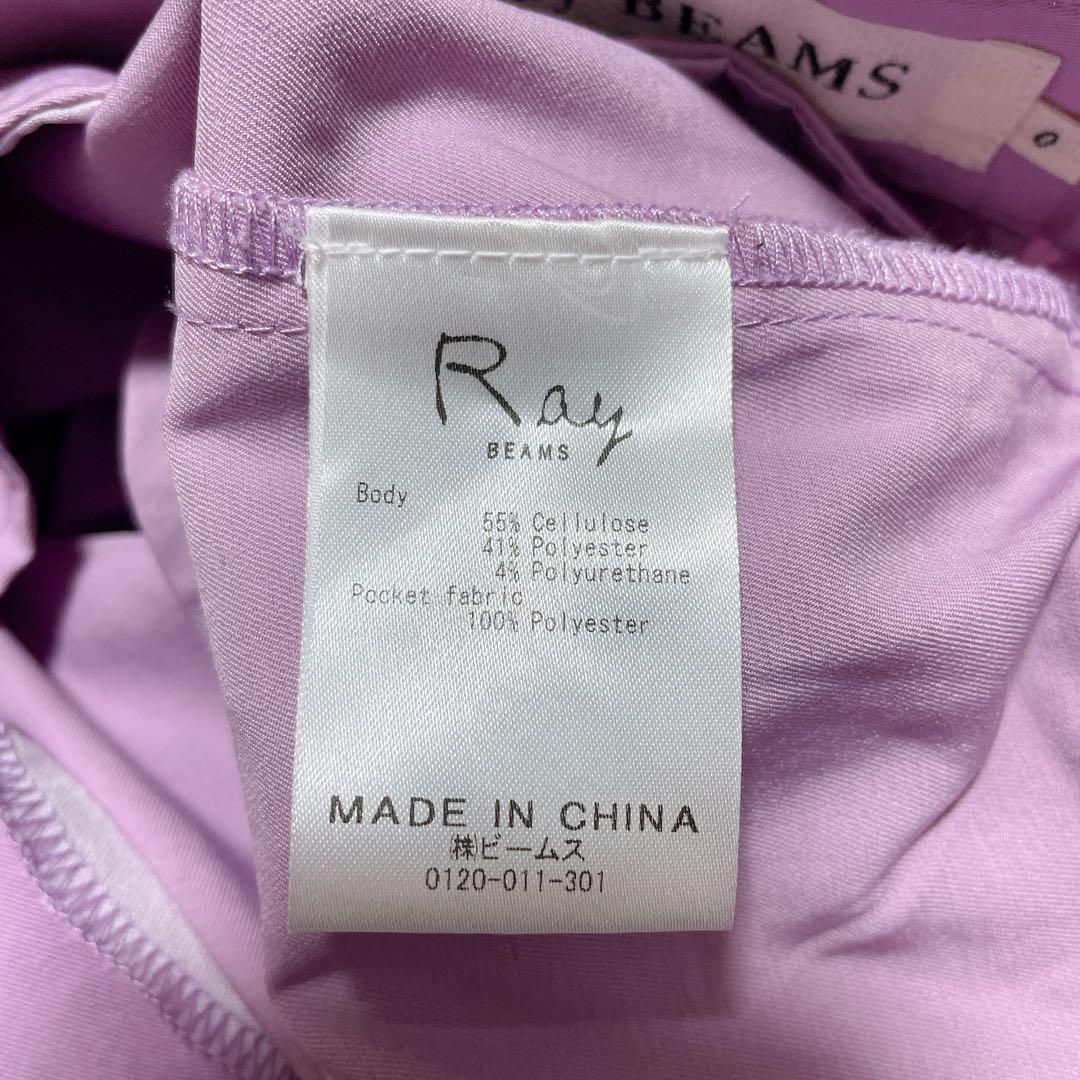 BEAMS
0
Ray
BEAMS
Body
55% Cellulose
41% Polyester
4% Polyurethane
Pocket fabric
100% Polyester
MADE IN CHINA
㈱ビームス
0120-011-301